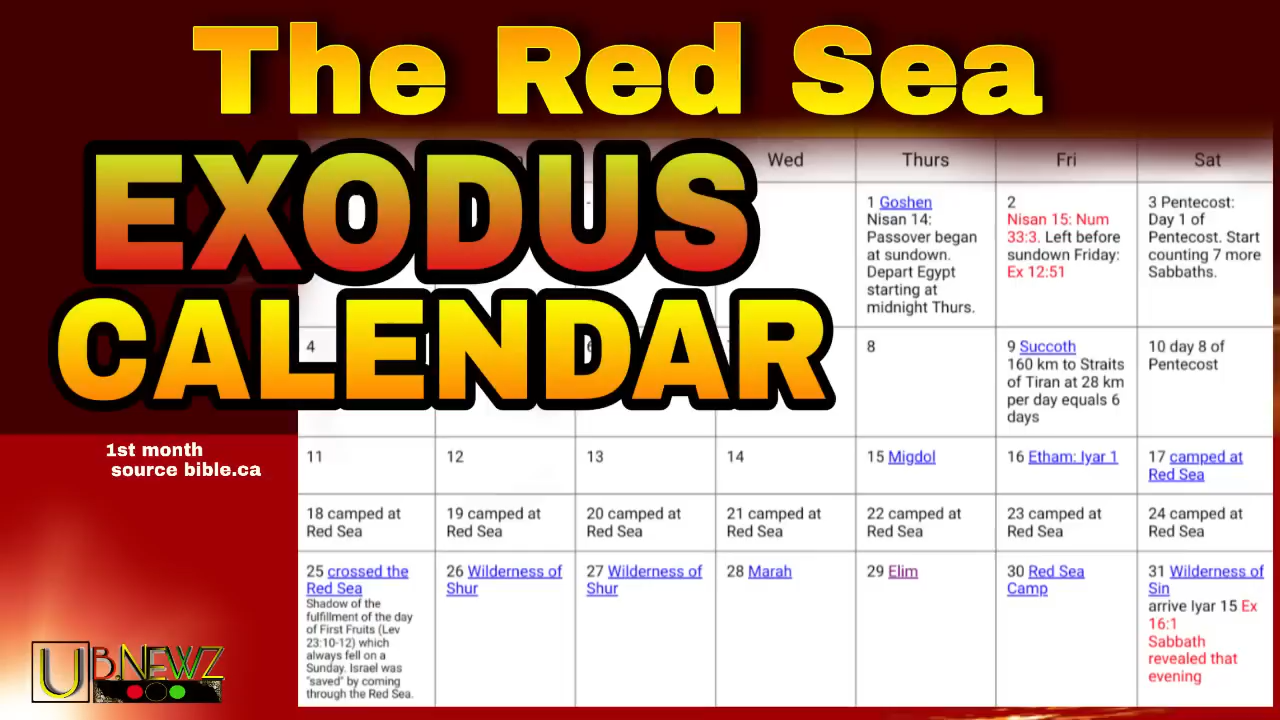 The Red Sea
EXODUS
CALENDAR
Wed
Thurs
Fri
Sat
1 Goshen
Nisan 14:
Passover began
at sundown.
Depart Egypt
starting at
midnight Thurs.
2
Nisan 15: Num
33:3. Left before
sundown Friday:
Ex 12:51
3 Pentecost:
Day 1 of
Pentecost. Start
counting 7 more
Sabbaths.
4
8
9 Succoth
160 km to Straits
of Tiran at 28 km
per day equals 6
days
10 day 8 of
Pentecost
1st month
source bible.ca
11
12
13
14
15 Migdol
16 Etham: Iyar 1
17 camped at
Red Sea
18 camped at
Red Sea
19 camped at
Red Sea
20 camped at
Red Sea
21 camped at
Red Sea
22 camped at
Red Sea
23 camped at
Red Sea
24 camped at
Red Sea
25 crossed the
Red Sea
Shadow of the
fulfillment of the day
of First Fruits (Lev
23:10-12) which
always fell on a
Sunday. Israel was
"saved" by coming
through the Red Sea.
26 Wilderness of
Shur
27 Wilderness of
Shur
28 Marah
29 Elim
30 Red Sea
Camp
31 Wilderness of
Sin
arrive Iyar 15 Ex
16:1
Sabbath
revealed that
evening
UB.NEWZ